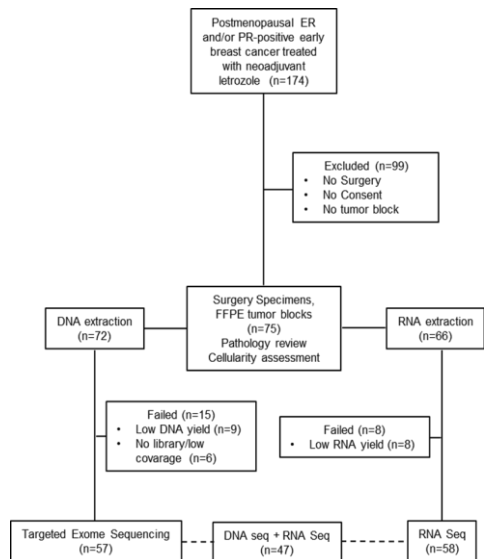 Postmenopausal ER
and/or PR-positive early
breast cancer treated
with neoadjuvant
letrozole (n=174)
Excluded (n=99)
• No Surgery
• No Consent
• No tumor block
Surgery Specimens,
FFPE tumor blocks
(n=75)
Pathology review
Cellularity assessment
DNA extraction
(n=72)
RNA extraction
(n=66)
Failed (n=15)
• Low DNA yield (n=9)
• No library/low
covarage (n=6)
Failed (n=8)
• Low RNA yield (n=8)
Targeted Exome Sequencing
(n=57)
DNA seq + RNA Seq
(n=47)
RNA Seq
(n=58)